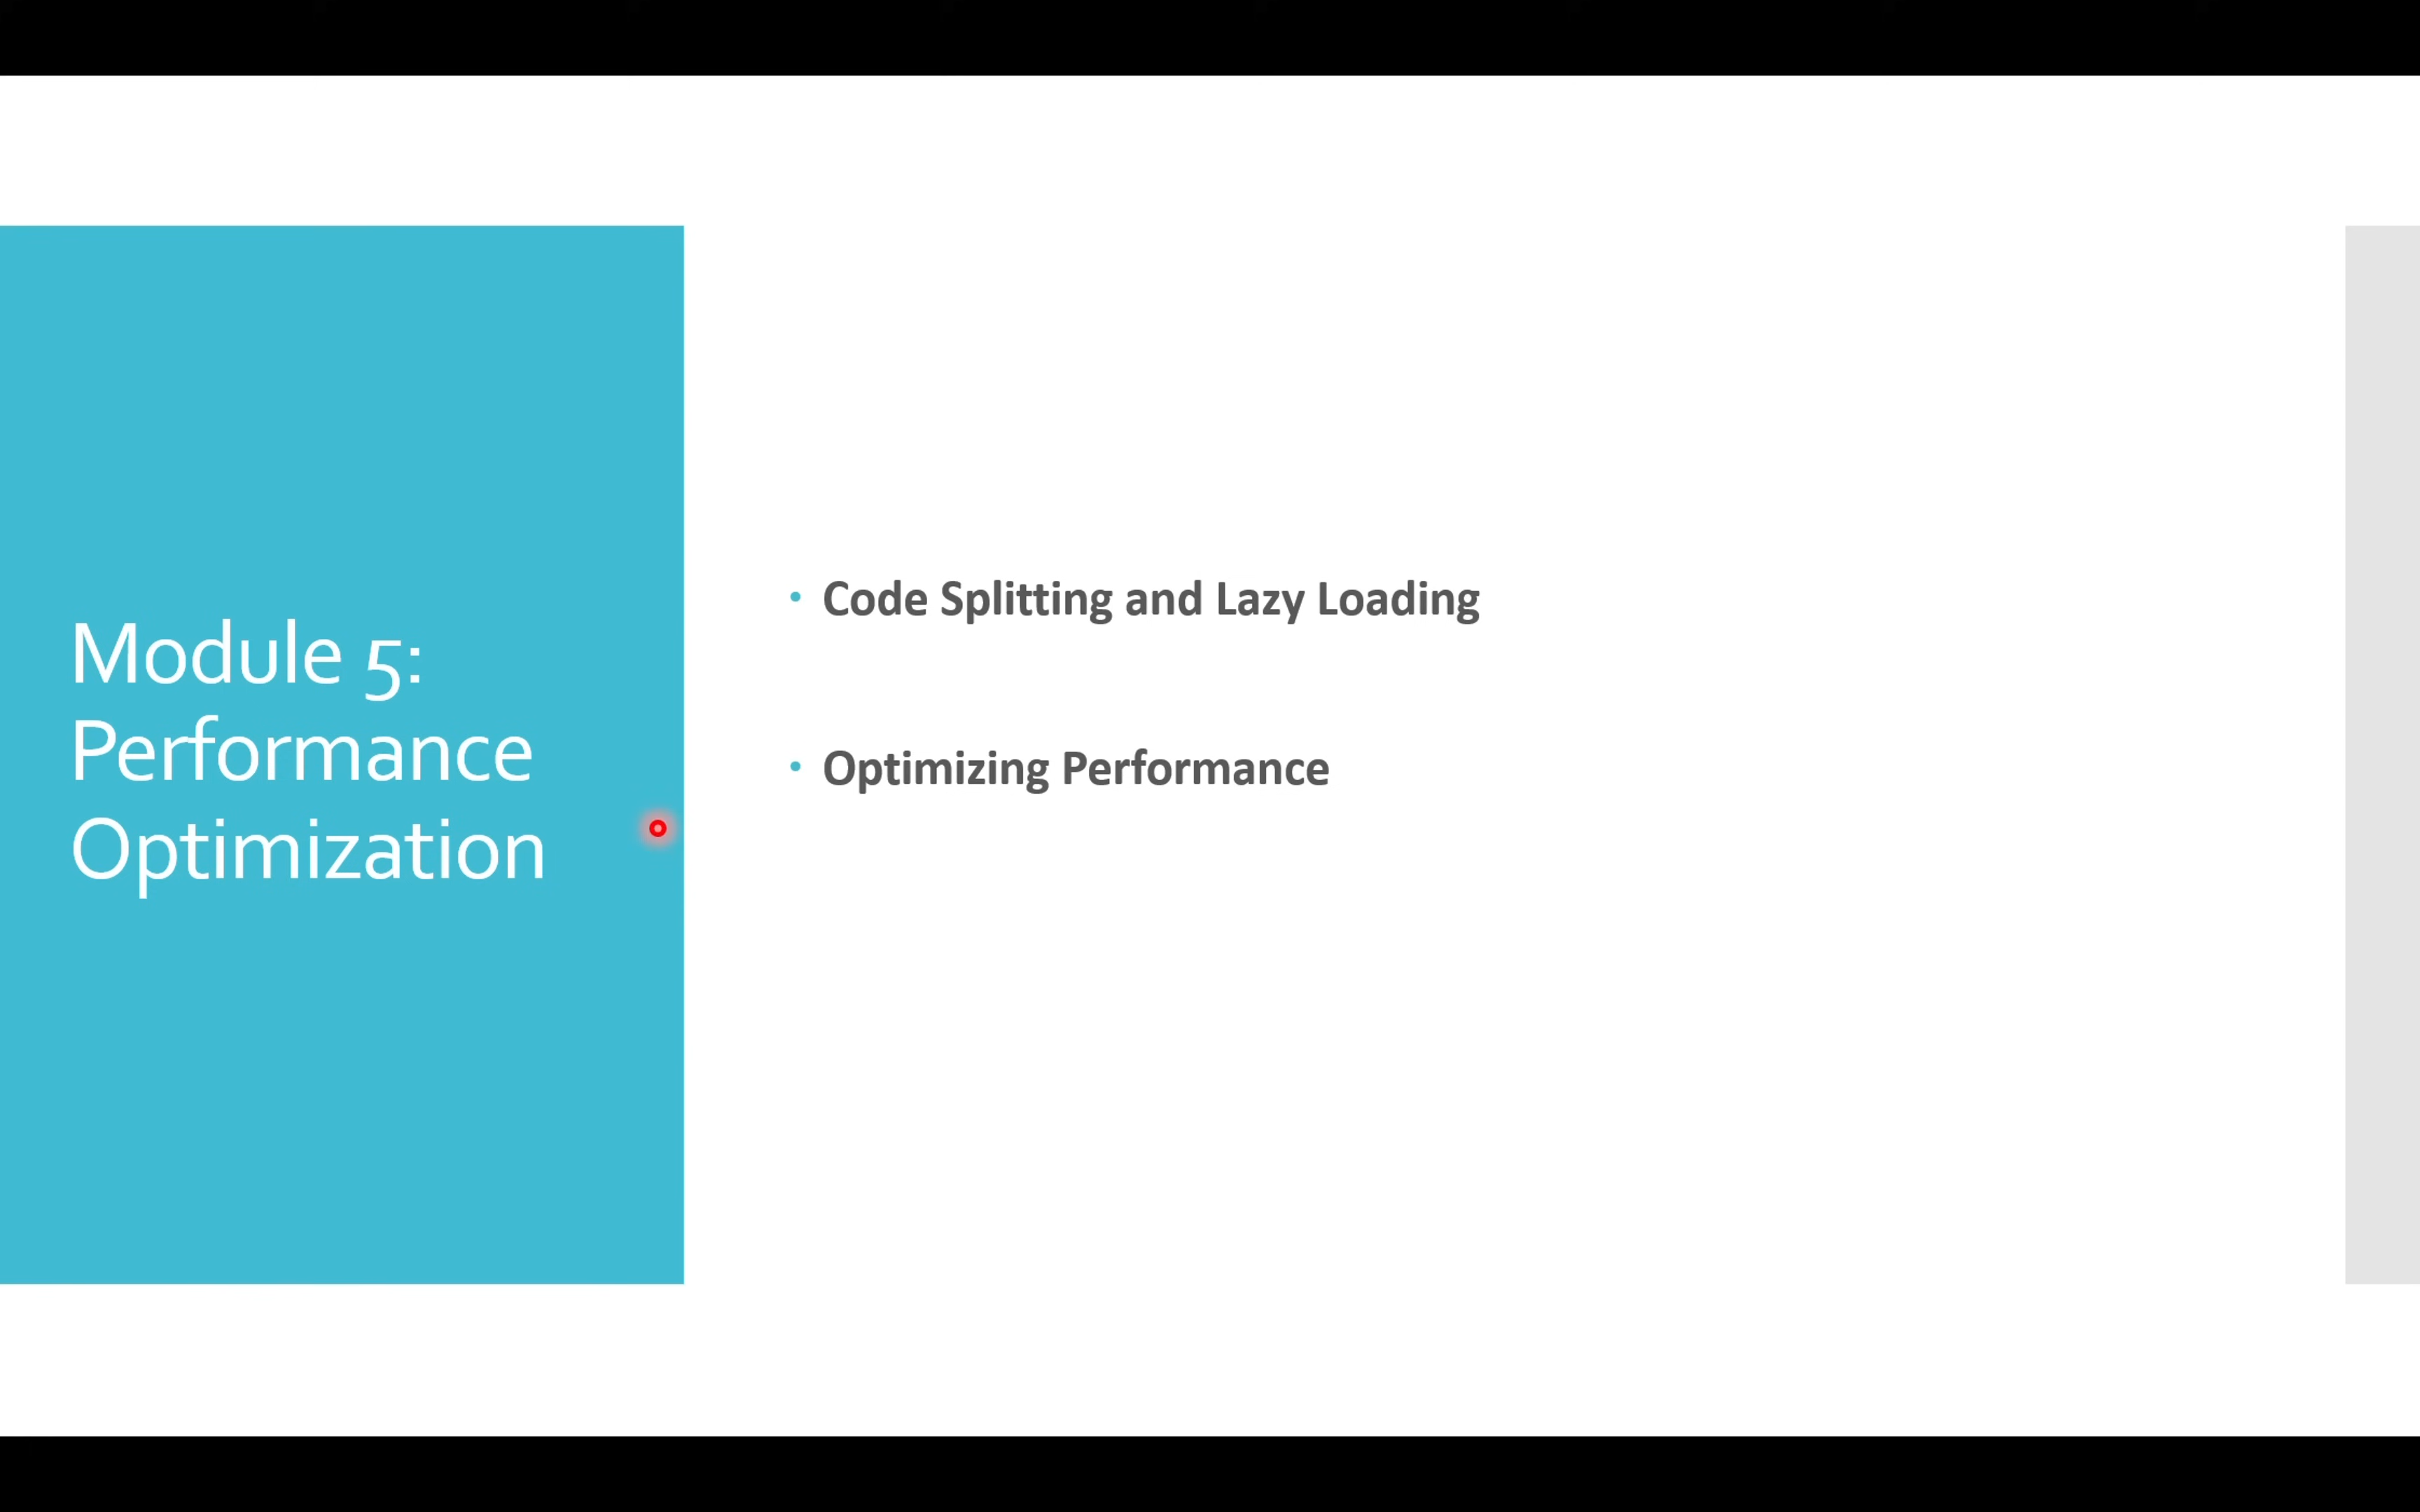 Module 5:
Performance
Optimization
• Code Splitting and Lazy Loading
• Optimizing Performance